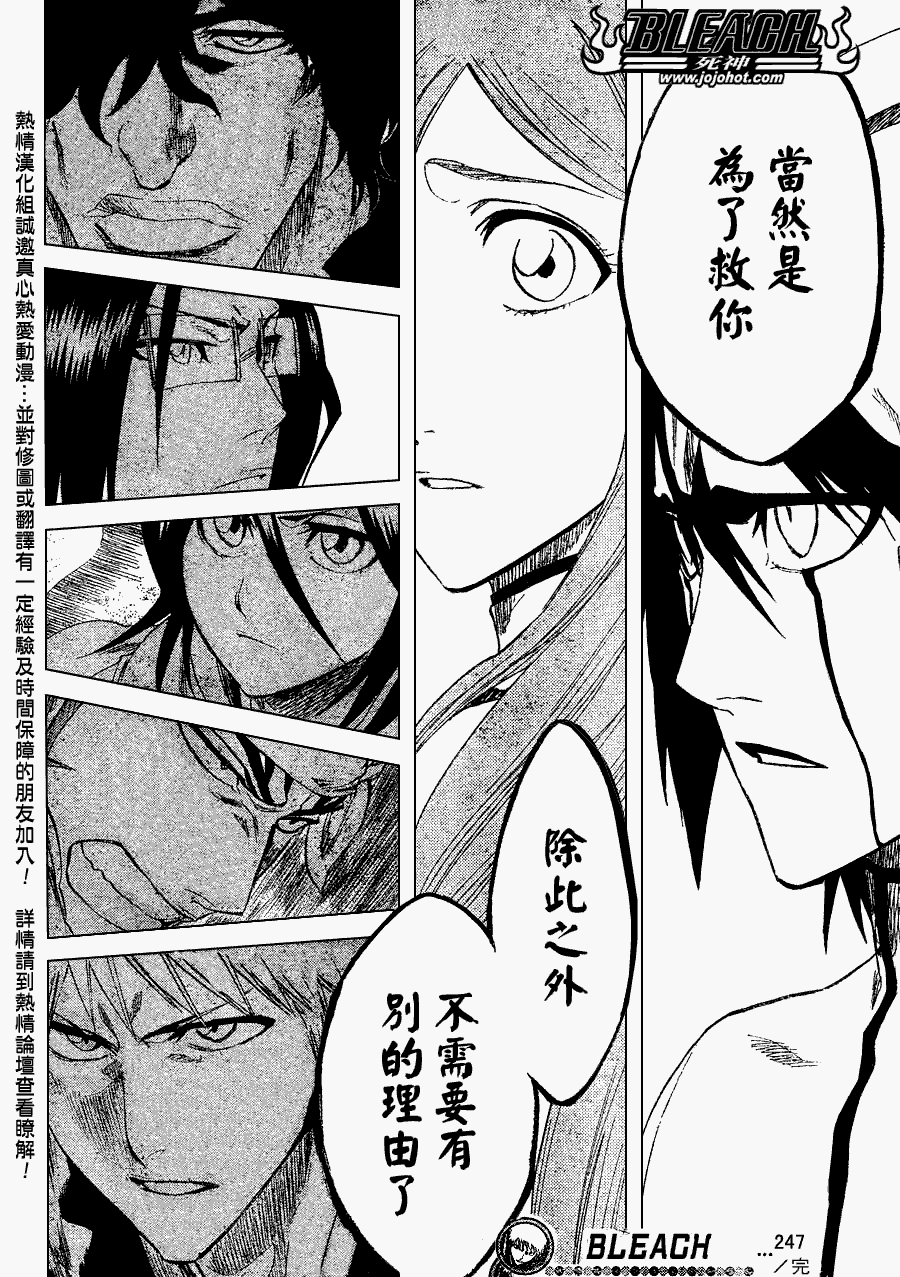 BLEACH
死神
www.jojohot.com
當然是
為了救你
除此之外
不需要有
別的理由了
熱情漢化組誠邀真心熱愛動漫…並對修圖或翻譯有一定經驗及時間保障的朋友加入！ 詳情請到熱情論壇查看瞭解！
BLEACH
…247
／完